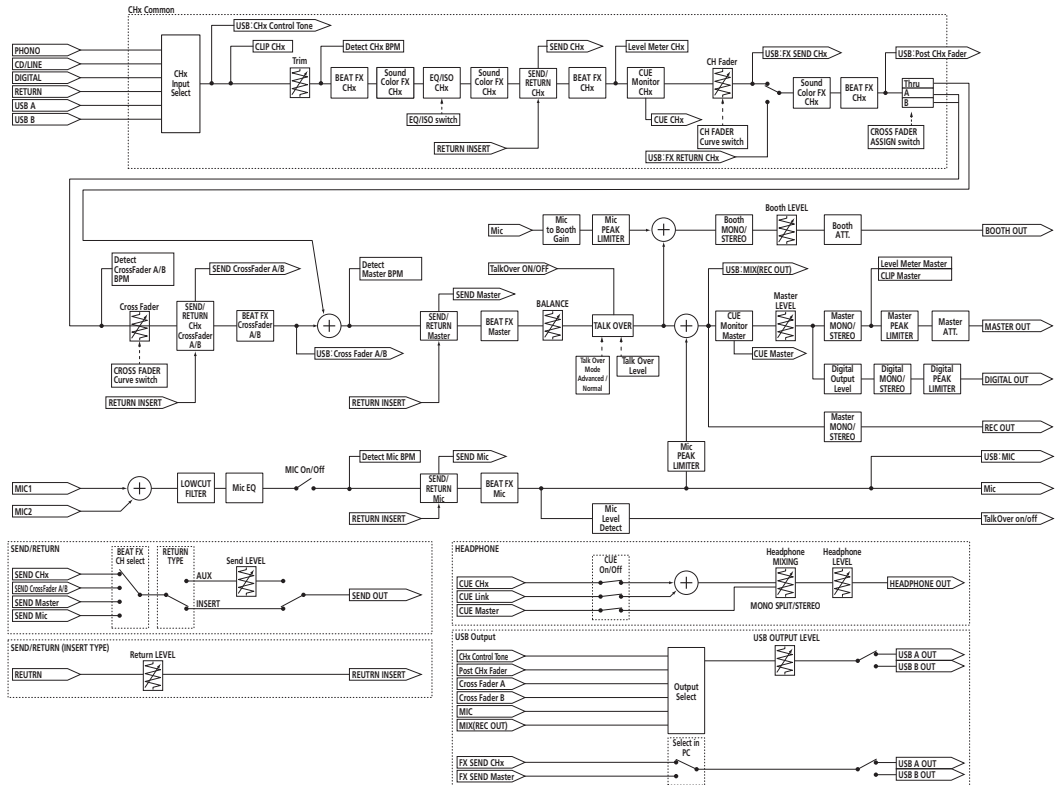 CHx Common
PHONO
CD/LINE
DIGITAL
RETURN
USB A
USB B
CHx
Input
Select
USB:CHx Control Tone
CLIP CHx
Trim
Detect CHx BPM
BEAT FX
CHx
Sound
Color FX
CHx
EQ/ISO
CHx
EQ/ISO switch
Sound
Color FX
CHx
SEND CHx
SEND/
RETURN
CHx
RETURN INSERT
BEAT FX
CHx
Level Meter CHx
CUE
Monitor
CHx
CUE CHx
CH Fader
CH FADER
Curve switch
USB:FX SEND CHx
USB:FX RETURN CHx
Sound
Color FX
CHx
BEAT FX
CHx
USB:Post CHx Fader
Thru
A
B
CROSS FADER
ASSIGN switch
Mic
Mic
to Booth
Gain
Mic
PEAK
LIMITER
Booth
MONO/
STEREO
Booth LEVEL
Booth
ATT.
BOOTH OUT
Detect
CrossFader A/B
BPM
Cross Fader
CROSS FADER
Curve switch
SEND CrossFader A/B
SEND/
RETURN
CHx
CrossFader
A/B
RETURN INSERT
BEAT FX
CrossFader
A/B
USB:Cross Fader A/B
Detect
Master BPM
SEND Master
SEND/
RETURN
Master
RETURN INSERT
BEAT FX
Master
BALANCE
TalkOver ON/OFF
TALK OVER
Talk Over
Mode
Advanced /
Normal
Talk Over
Level
USB:MIX(REC OUT)
CUE
Monitor
Master
CUE Master
Master
LEVEL
Master
MONO/
STEREO
Level Meter Master
CLIP Master
Master
PEAK
LIMITER
Master
ATT.
MASTER OUT
Digital
Output
Level
Digital
MONO/
STEREO
Digital
PEAK
LIMITER
DIGITAL OUT
Master
MONO/
STEREO
REC OUT
Mic
PEAK
LIMITER
USB:MIC
MIC1
MIC2
LOWCUT
FILTER
Mic EQ
MIC On/Off
Detect Mic BPM
SEND Mic
SEND/
RETURN
Mic
RETURN INSERT
BEAT FX
Mic
Mic
Mic
Level
Detect
TalkOver on/off
SEND/RETURN
SEND CHx
SEND CrossFader A/B
SEND Master
SEND Mic
BEAT FX
CH select
RETURN
TYPE
AUX
INSERT
Send LEVEL
SEND OUT
SEND/RETURN (INSERT TYPE)
REUTRN
Return LEVEL
REUTRN INSERT
HEADPHONE
CUE CHx
CUE Link
CUE Master
CUE
On/Off
Headphone
MIXING
MONO SPLIT/STEREO
Headphone
LEVEL
HEADPHONE OUT
USB Output
CHx Control Tone
Post CHx Fader
Cross Fader A
Cross Fader B
MIC
MIX(REC OUT)
Output
Select
USB OUTPUT LEVEL
USB A OUT
USB B OUT
FX SEND CHx
FX SEND Master
Select in
PC
USB A OUT
USB B OUT